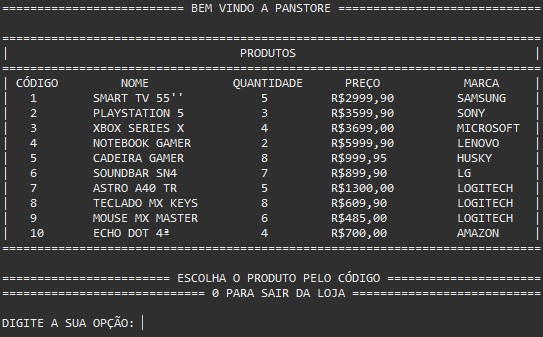 ========================== BEM VINDO A PANSTORE =============================
=============================================================================
| PRODUTOS |
=============================================================================
| CÓDIGO NOME QUANTIDADE PREÇO MARCA |
| 1 SMART TV 55'' 5 R$2999,90 SAMSUNG |
| 2 PLAYSTATION 5 3 R$3599,90 SONY |
| 3 XBOX SERIES X 4 R$3699,00 MICROSOFT |
| 4 NOTEBOOK GAMER 2 R$5999,90 LENOVO |
| 5 CADEIRA GAMER 8 R$999,95 HUSKY |
| 6 SOUNDBAR SN4 7 R$899,90 LG |
| 7 ASTRO A40 TR 5 R$1300,00 LOGITECH |
| 8 TECLADO MX KEYS 8 R$609,90 LOGITECH |
| 9 MOUSE MX MASTER 6 R$485,00 LOGITECH |
| 10 ECHO DOT 4ª 4 R$700,00 AMAZON |
=============================================================================
======================== ESCOLHA O PRODUTO PELO CÓDIGO ======================
============================= 0 PARA SAIR DA LOJA ===========================
DIGITE A SUA OPÇÃO: